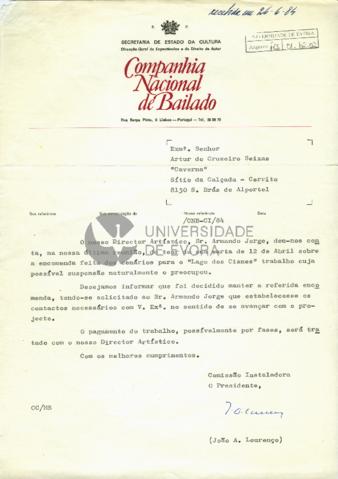 recebida em 26-6-84
UNIVERSIDADE DE ÉVORA
SECRETARIA DE ESTADO DA CULTURA
Direcção-Geral de Espectáculos e do Direito de Autor
Companhia
Nacional
de Bailado
Rua Serpa Pinto, 9 Lisboa — Portugal — Tel.
Exmº. Senhor
Artur do Cruzeiro Seixas
"Caverna"
Sítio da Calçada - Corrito
8150 S. Brás de Alportel
Sua referência Sua comunicação de Nossa referência Data
/CNB-CI/84
O nosso Director Artístico, Sr. Armando Jorge, deu-nos con
ta, na nossa última reunião, do teor da sua carta de 12 de Abril sobre
a encomenda feita dos cenários para o "Lago dos Cisnes" trabalho cuja
possível suspensão naturalmente o preocupou.
Desejamos informar que foi decidido manter a referida enco
menda, tendo-se solicitado ao Sr. Armando Jorge que estabelecesse os
contactos necessários com V. Exª. no sentido de se avançar com o pro-
jecto.
O pagamento do trabalho, possivelmente por fases, será tra
tado com o nosso Director Artístico.
Com os melhores cumprimentos.
Comissão Instaladora
O Presidente,
CC/MB
(João A. Lourenço)
UNIVERSIDADE
DE ÉVORA